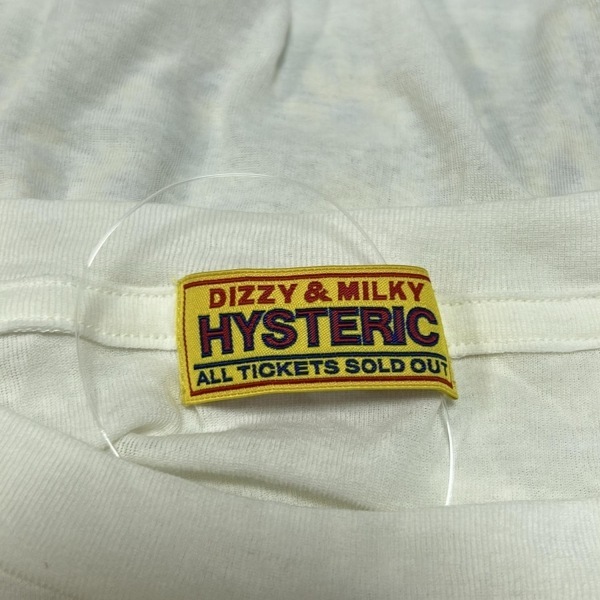 DIZZY & MILKY
HYSTERIC
ALL TICKETS SOLD OUT